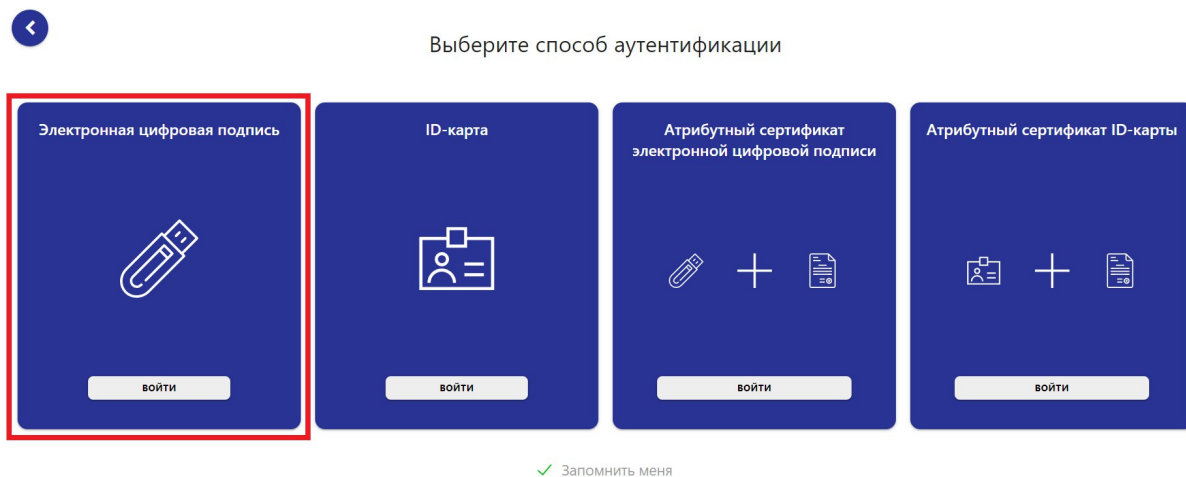 Выберите способ аутентификации
Электронная цифровая подпись
ID-карта
Атрибутный сертификат
электронной цифровой подписи
Атрибутный сертификат ID-карты
ВОЙТИ
ВОЙТИ
ВОЙТИ
ВОЙТИ
Запомнить меня